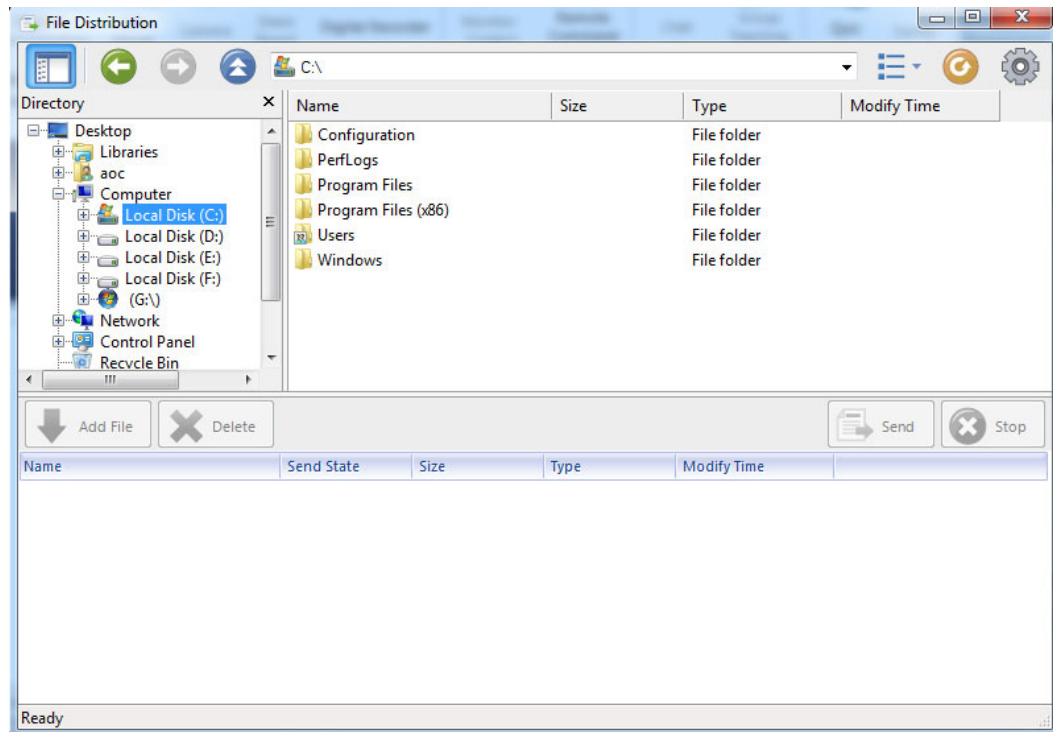 File Distribution
C:\
Directory
Name Size Type Modify Time
Desktop
Libraries
aoc
Computer
Local Disk (C:)
Local Disk (D:)
Local Disk (E:)
Local Disk (F:)
(G:\)
Network
Control Panel
Recycle Bin
Configuration File folder
PerfLogs File folder
Program Files File folder
Program Files (x86) File folder
Users File folder
Windows File folder
Add File Delete Send Stop
Name Send State Size Type Modify Time
Ready